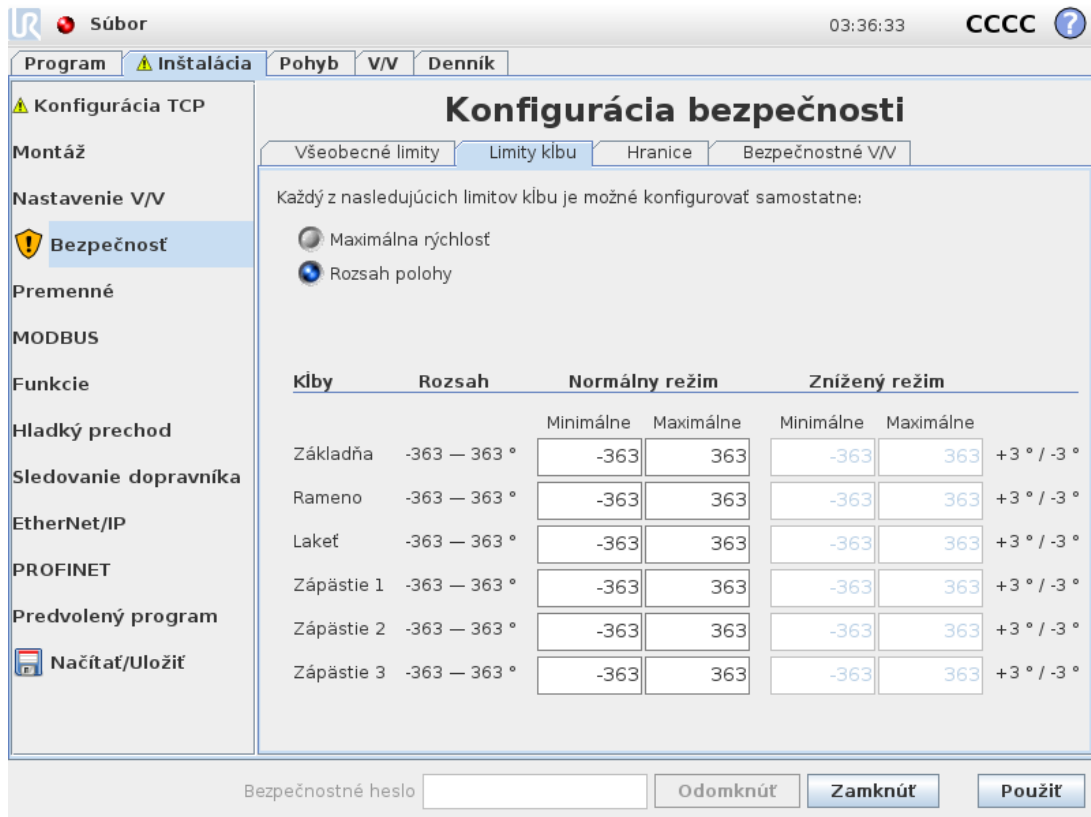 UR Súbor 03:36:33 CCCC ?
Program Inštalácia Pohyb V/V Denník
Konfigurácia TCP
Montáž
Nastavenie V/V
Bezpečnosť
Premenné
MODBUS
Funkcie
Hladký prechod
Sledovanie dopravníka
EtherNet/IP
PROFINET
Predvolený program
Načítať/Uložiť
Konfigurácia bezpečnosti
Všeobecné limity Limity kĺbu Hranice Bezpečnostné V/V
Každý z nasledujúcich limitov kĺbu je možné konfigurovať samostatne:
Maximálna rýchlosť
Rozsah polohy
Kĺby Rozsah Normálny režim Znížený režim
Minimálne Maximálne Minimálne Maximálne
Základňa -363 — 363 ° -363 363 -363 363 +3 ° / -3 °
Rameno -363 — 363 ° -363 363 -363 363 +3 ° / -3 °
Lakeť -363 — 363 ° -363 363 -363 363 +3 ° / -3 °
Zápästie 1 -363 — 363 ° -363 363 -363 363 +3 ° / -3 °
Zápästie 2 -363 — 363 ° -363 363 -363 363 +3 ° / -3 °
Zápästie 3 -363 — 363 ° -363 363 -363 363 +3 ° / -3 °
Bezpečnostné heslo Odomknúť Zamknúť Použiť